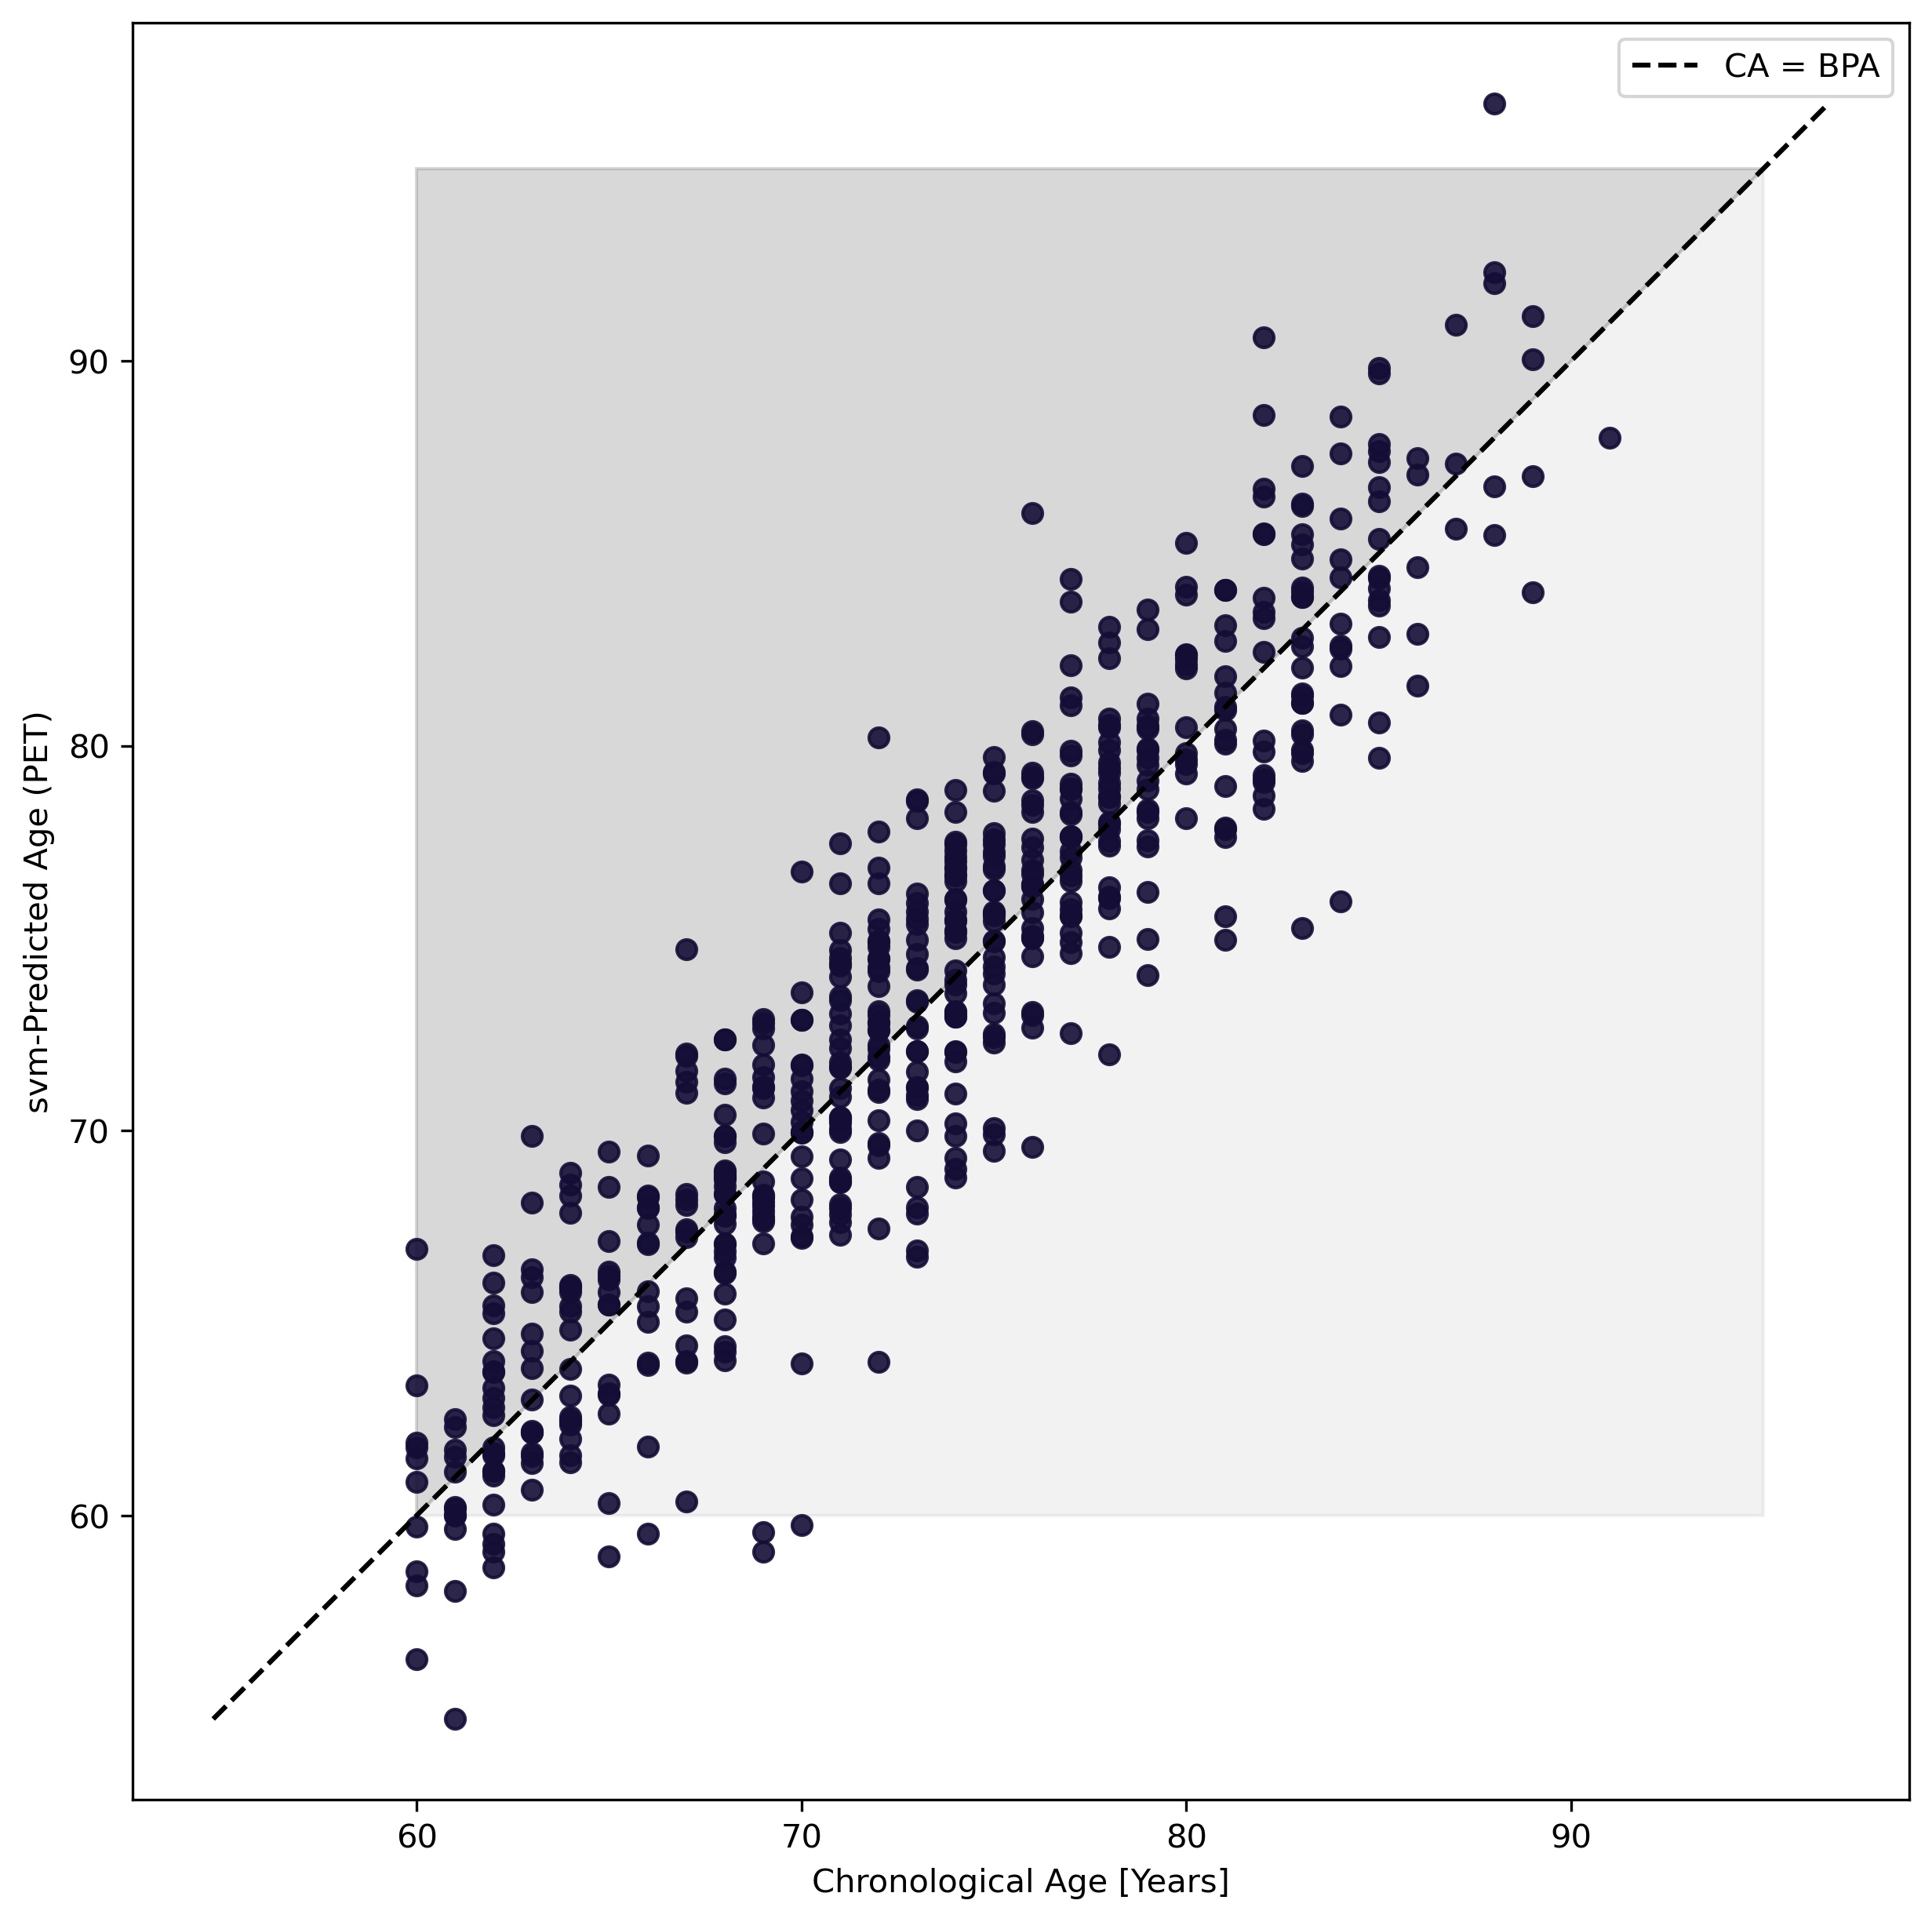 CA = BPA
90
80
70
60
svm-Predicted Age (PET)
60 70 80 90
Chronological Age [Years]